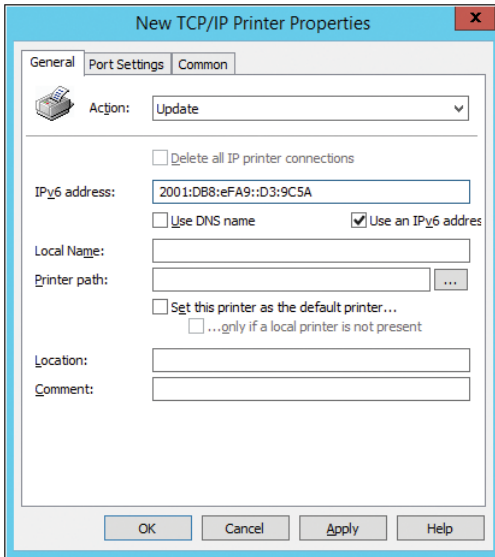 New TCP/IP Printer Properties
x
General Port Settings Common
Action: Update
Delete all IP printer connections
IPv6 address: 2001:DB8:eFA9::D3:9C5A
Use DNS name Use an IPv6 addres
Local Name:
Printer path: ...
Set this printer as the default printer...
...only if a local printer is not present
Location:
Comment:
OK Cancel Apply Help